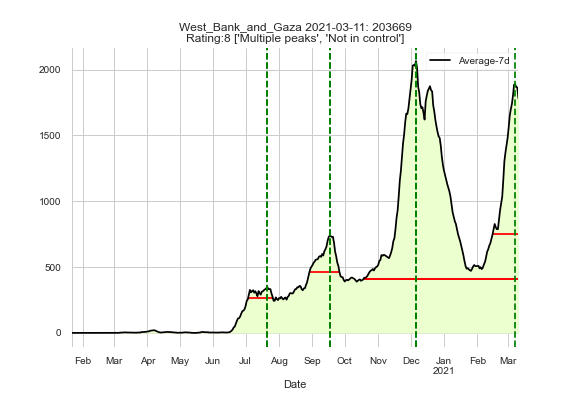 West_Bank_and_Gaza 2021-03-11: 203669
Rating:8 ['Multiple peaks', 'Not in control']
Average-7d
2000
1500
1000
500
0
Feb Mar Apr May Jun Jul Aug Sep Oct Nov Dec Jan Feb Mar
2021
Date